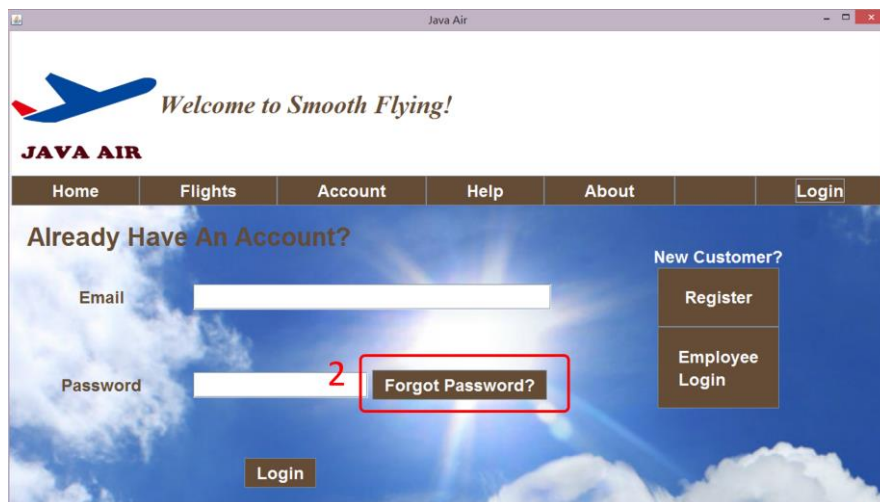 Java Air
Welcome to Smooth Flying!
JAVA AIR
Home Flights Account Help About Login
Already Have An Account?
New Customer?
Email
Register
Employee
Login
Password
2
Forgot Password?
Login